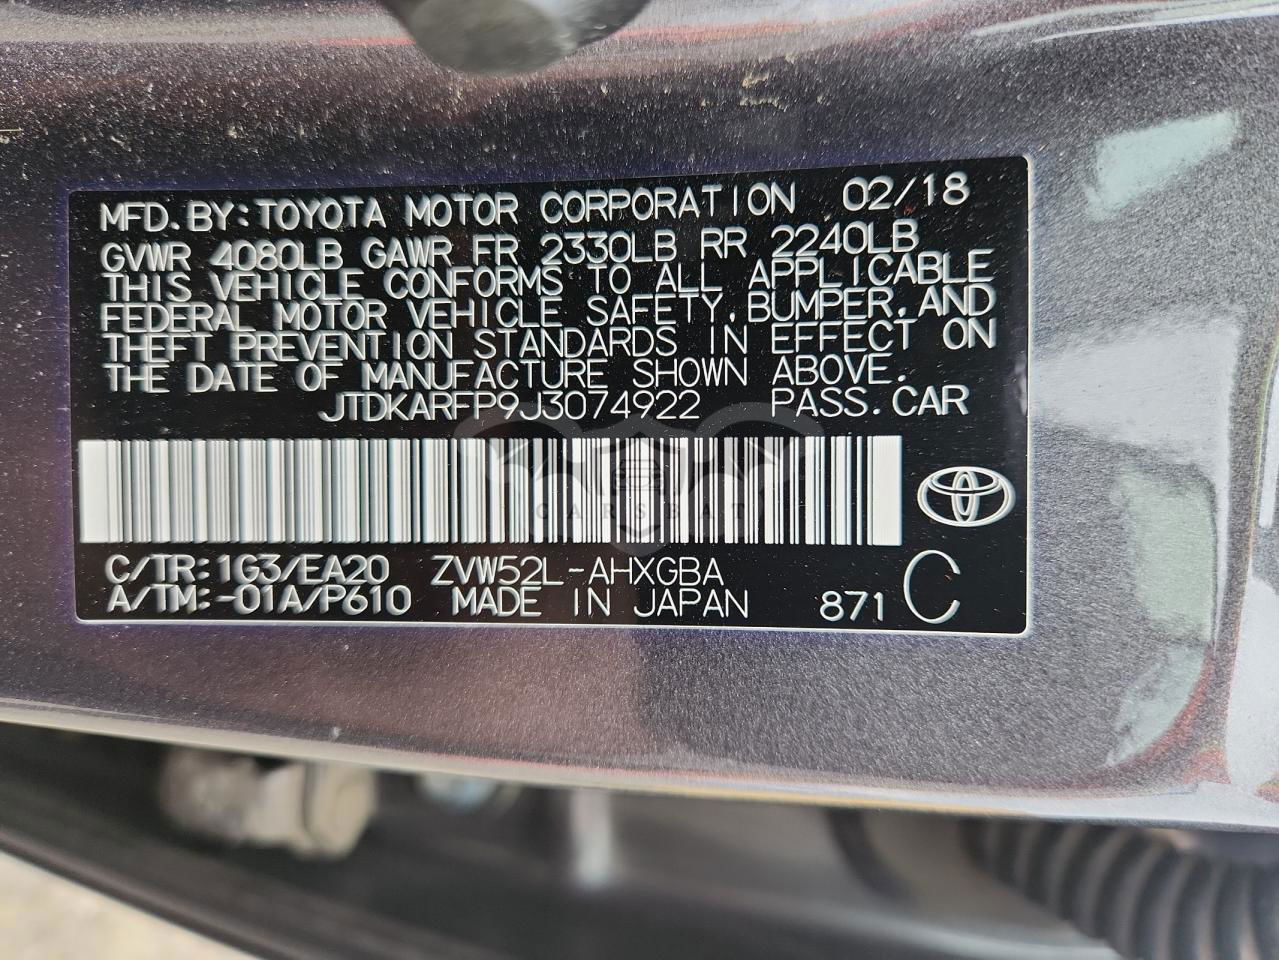 MFD. BY: TOYOTA MOTOR CORPORATION 02/18
GVWR 4080LB GAWR FR 2330LB RR 2240LB
THIS VEHICLE CONFORMS TO ALL APPLICABLE
FEDERAL MOTOR VEHICLE SAFETY, BUMPER, AND
THEFT PREVENTION STANDARDS IN EFFECT ON
THE DATE OF MANUFACTURE SHOWN ABOVE.
JTDKARFP9J3074922 PASS. CAR
CARSBAT
C/TR: 1G3/EA20 ZVW52L-AHXGBA C
A/TM: -01A/P610 MADE IN JAPAN 871